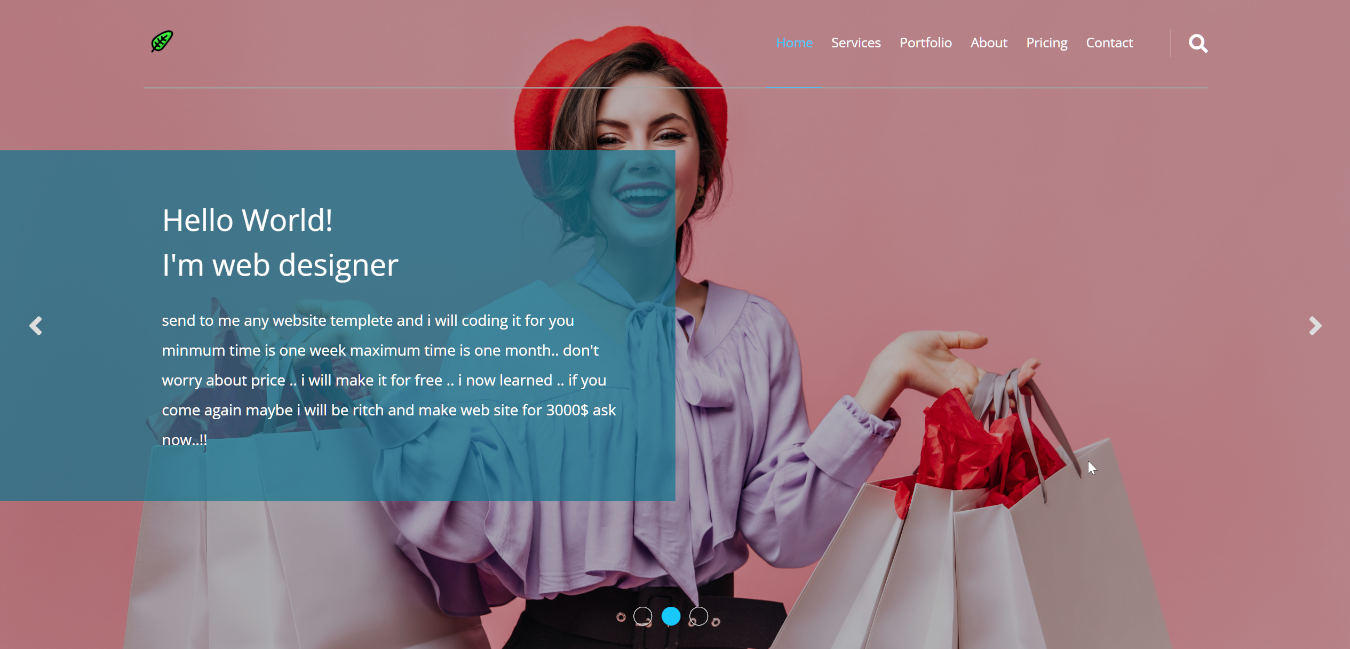 Home Services Portfolio About Pricing Contact
Hello World!
I'm web designer
send to me any website templete and i will coding it for you
minmum time is one week maximum time is one month.. don't
worry about price .. i will make it for free .. i now learned .. if you
come again maybe i will be ritch and make web site for 3000$ ask
now..!!